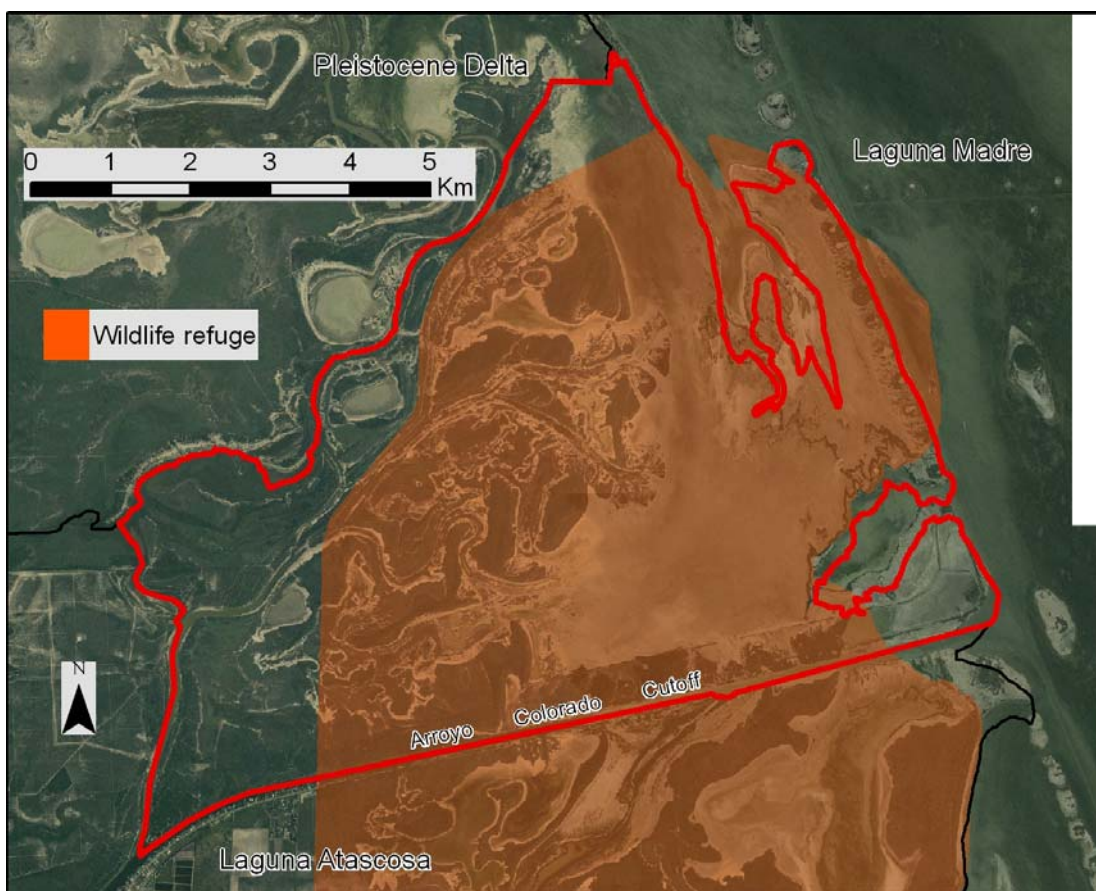 Pleistocene Delta
0 1 2 3 4 5
Km
Laguna Madre
Wildlife refuge
N
Arroyo Colorado Cutoff
Laguna Atascosa